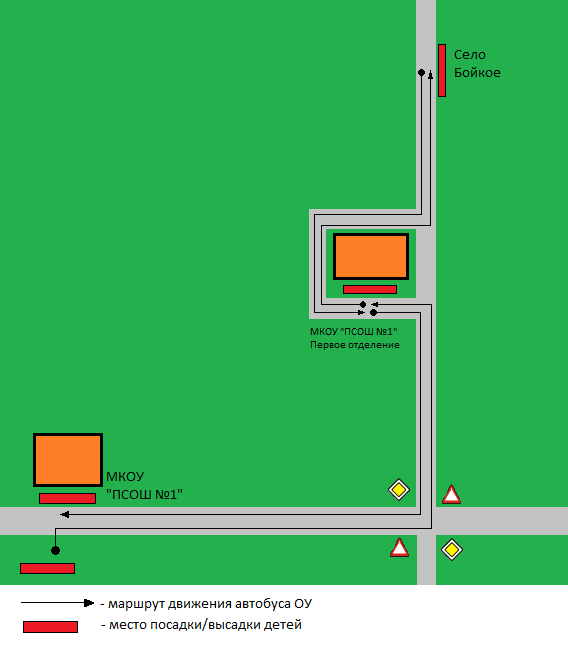 Село
Бойкое
МКОУ "ПСОШ №1"
Первое отделение
МКОУ
"ПСОШ №1"
- маршрут движения автобуса ОУ
- место посадки/высадки детей